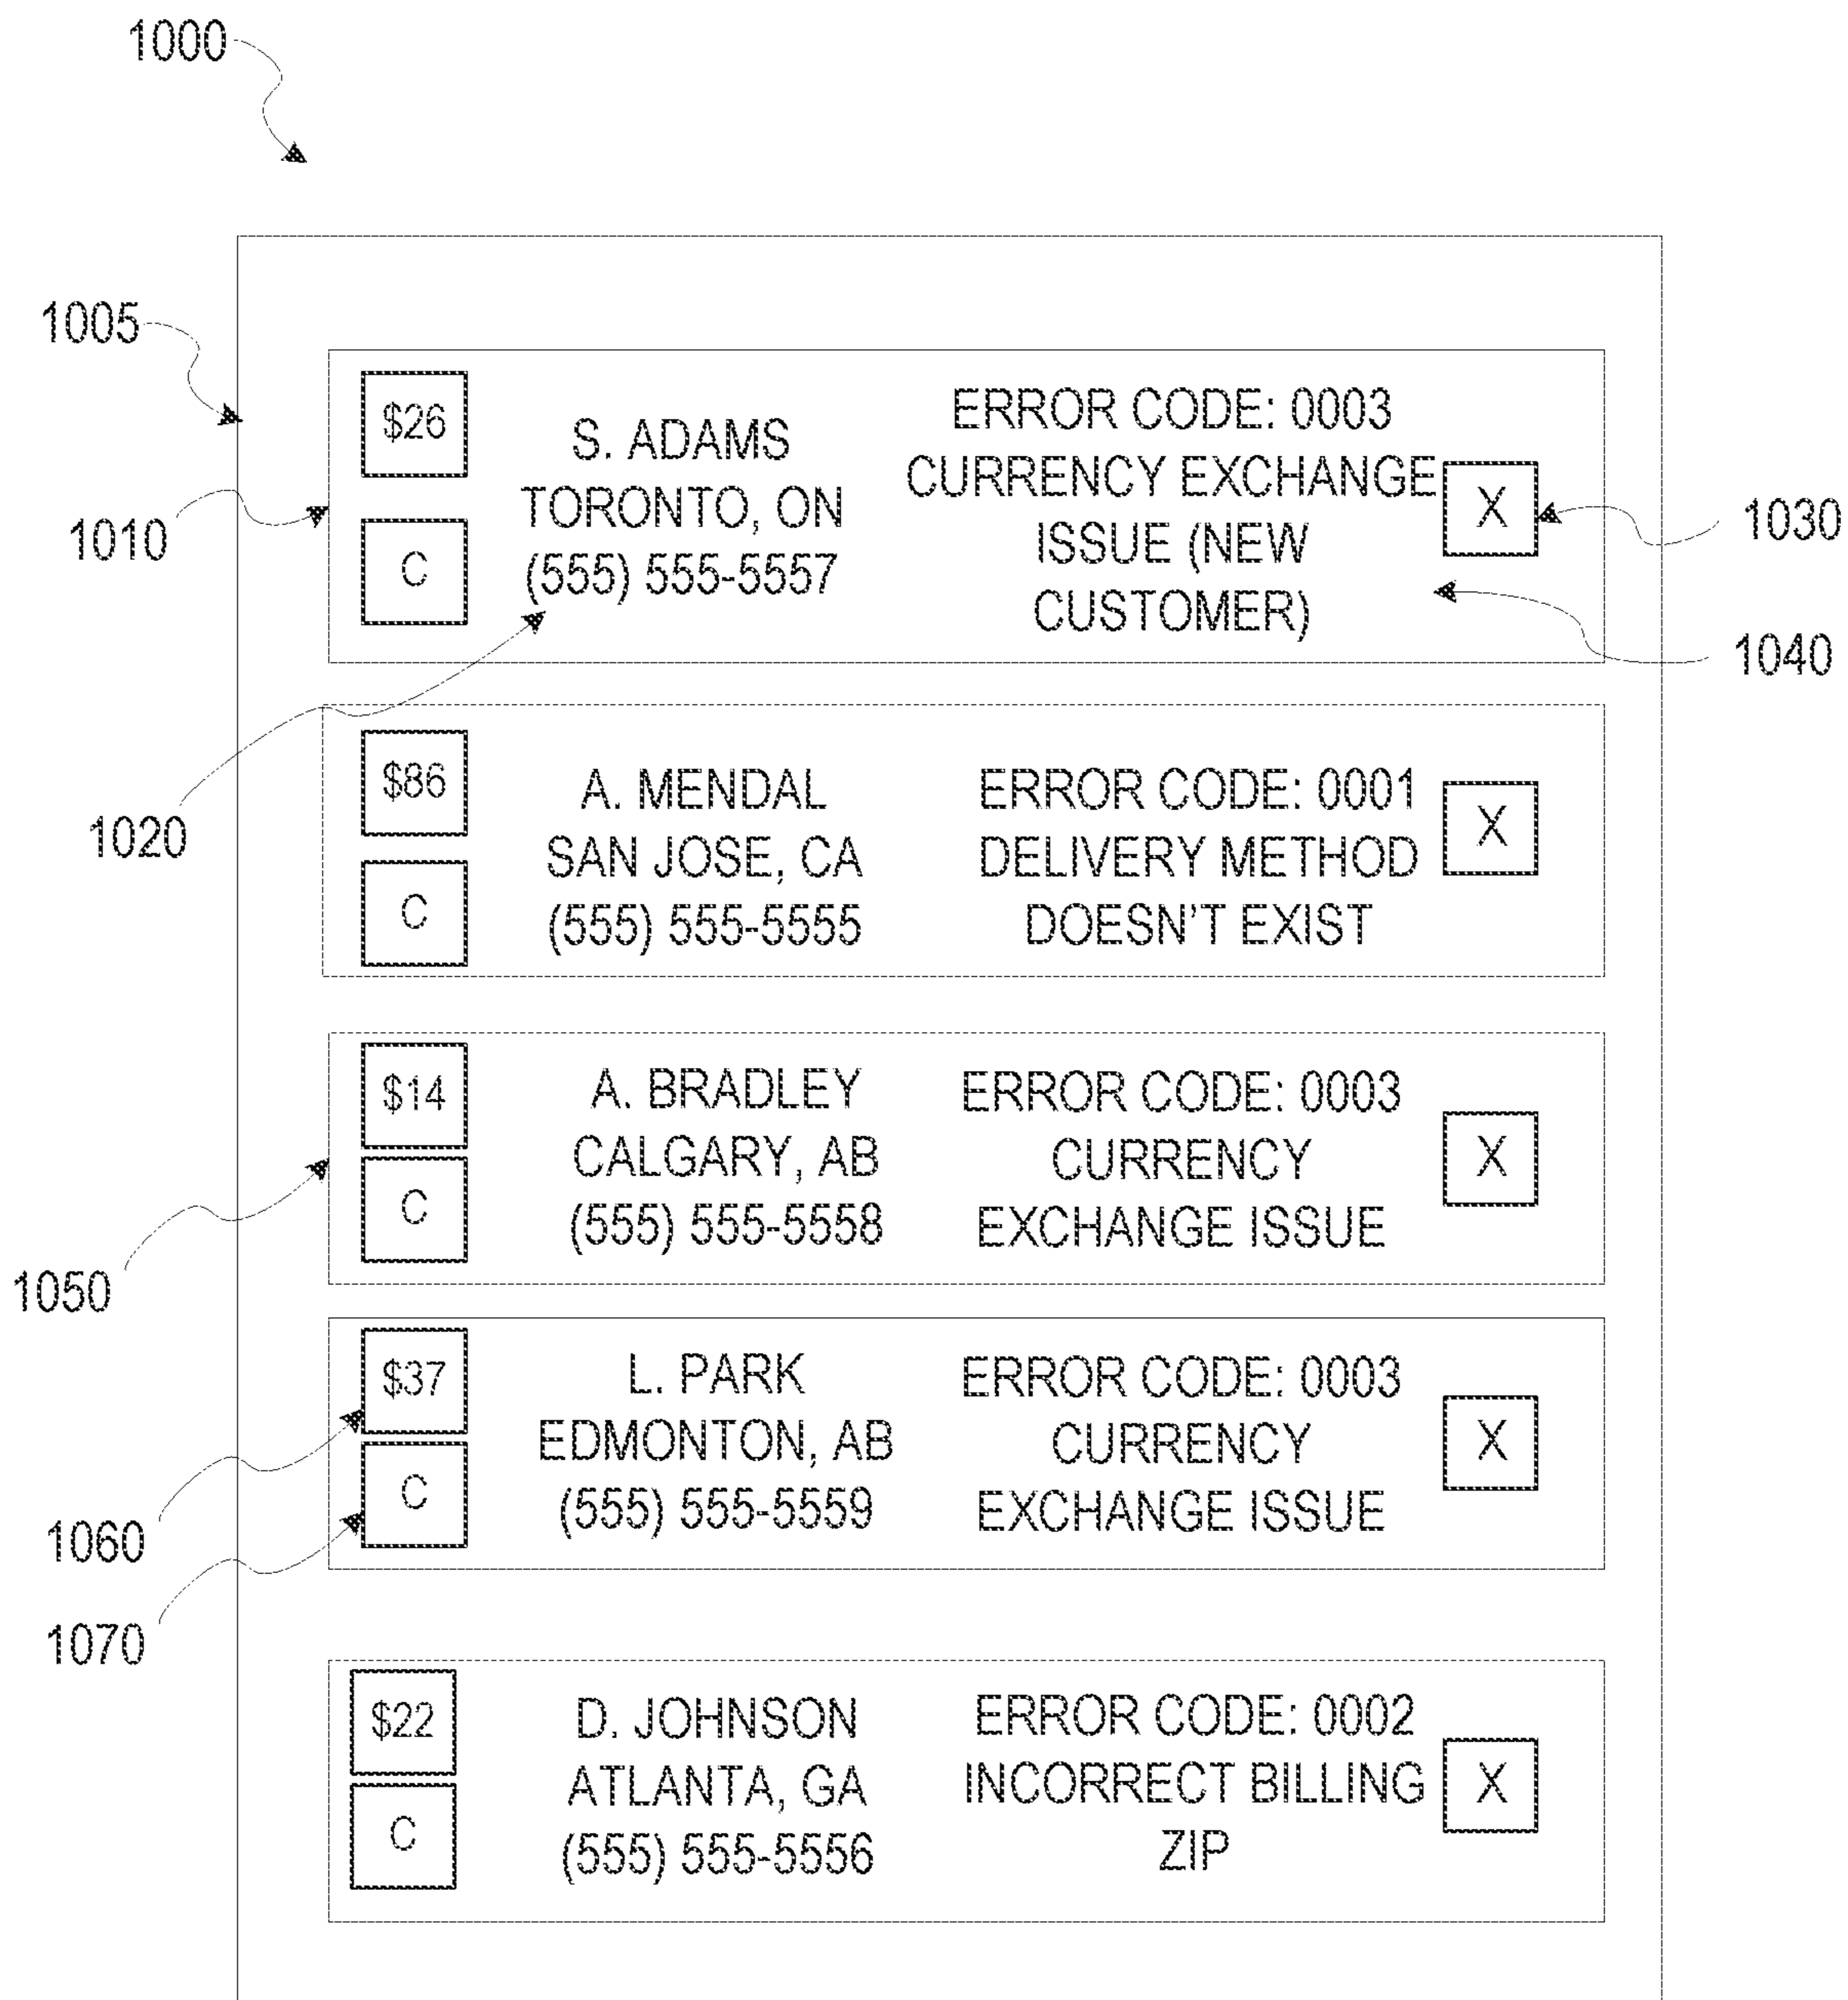 1000
1005
1010
$26
C
S. ADAMS
TORONTO, ON
(555) 555-5557
ERROR CODE: 0003
CURRENCY EXCHANGE
ISSUE (NEW
CUSTOMER)
X
1030
1040
1020
$86
C
A. MENDAL
SAN JOSE, CA
(555) 555-5555
ERROR CODE: 0001
DELIVERY METHOD
DOESN'T EXIST
X
1050
$14
C
A. BRADLEY
CALGARY, AB
(555) 555-5558
ERROR CODE: 0003
CURRENCY
EXCHANGE ISSUE
X
1060
1070
$37
C
L. PARK
EDMONTON, AB
(555) 555-5559
ERROR CODE: 0003
CURRENCY
EXCHANGE ISSUE
X
$22
C
D. JOHNSON
ATLANTA, GA
(555) 555-5556
ERROR CODE: 0002
INCORRECT BILLING
ZIP
X